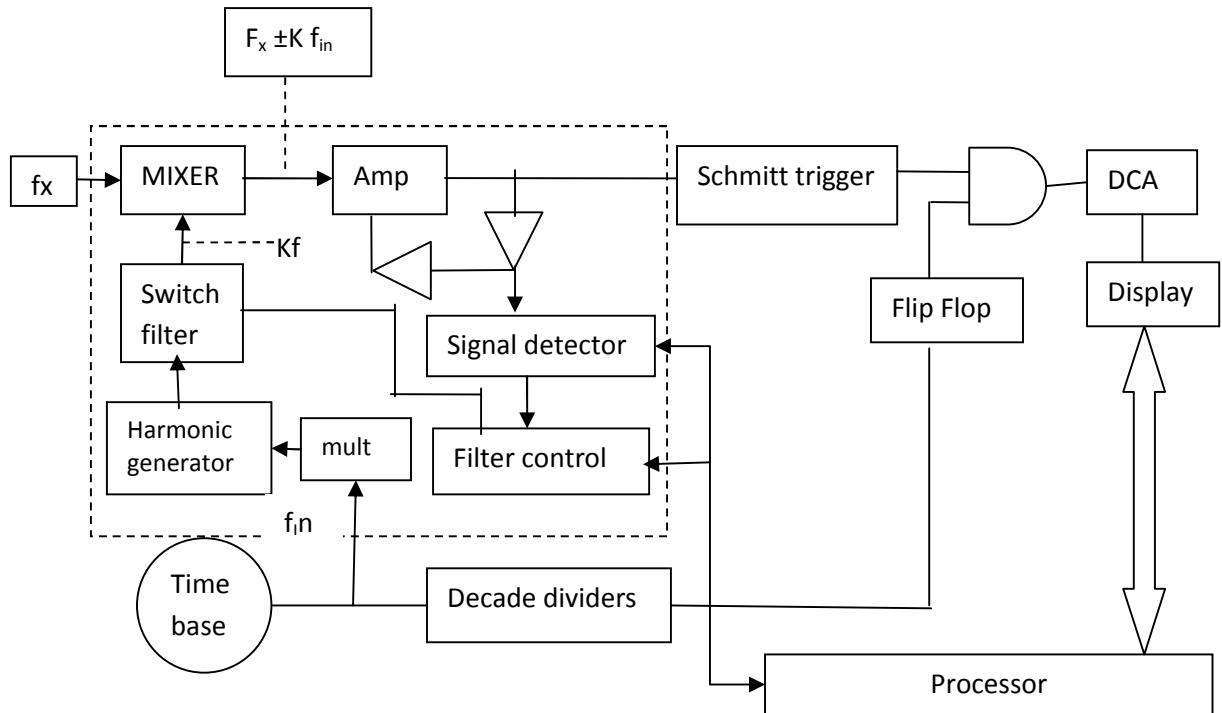 Fₓ ±K fᵢₙ
fx
MIXER
Amp
Schmitt trigger
DCA
Kf
Switch
filter
Signal detector
Flip Flop
Display
Harmonic
generator
mult
Filter control
fₗn
Time
base
Decade dividers
Processor